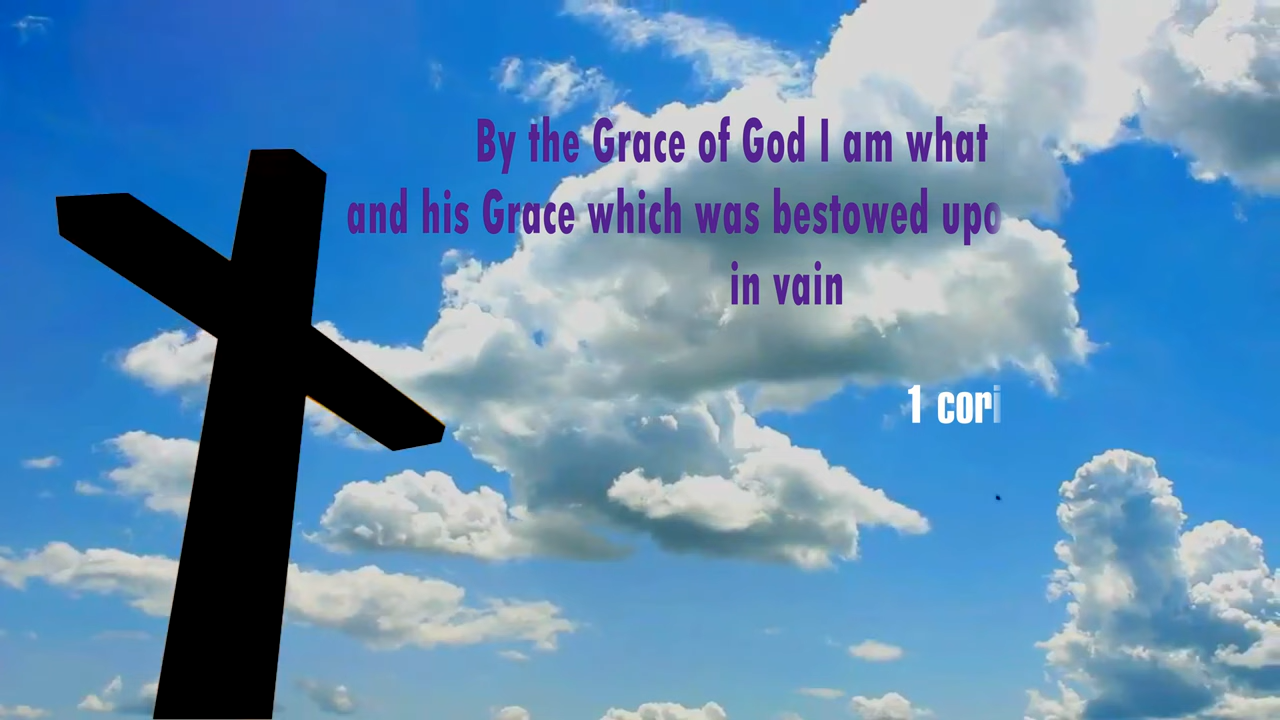 By the Grace of God I am what
and his Grace which was bestowed upo
in vain
1 cori